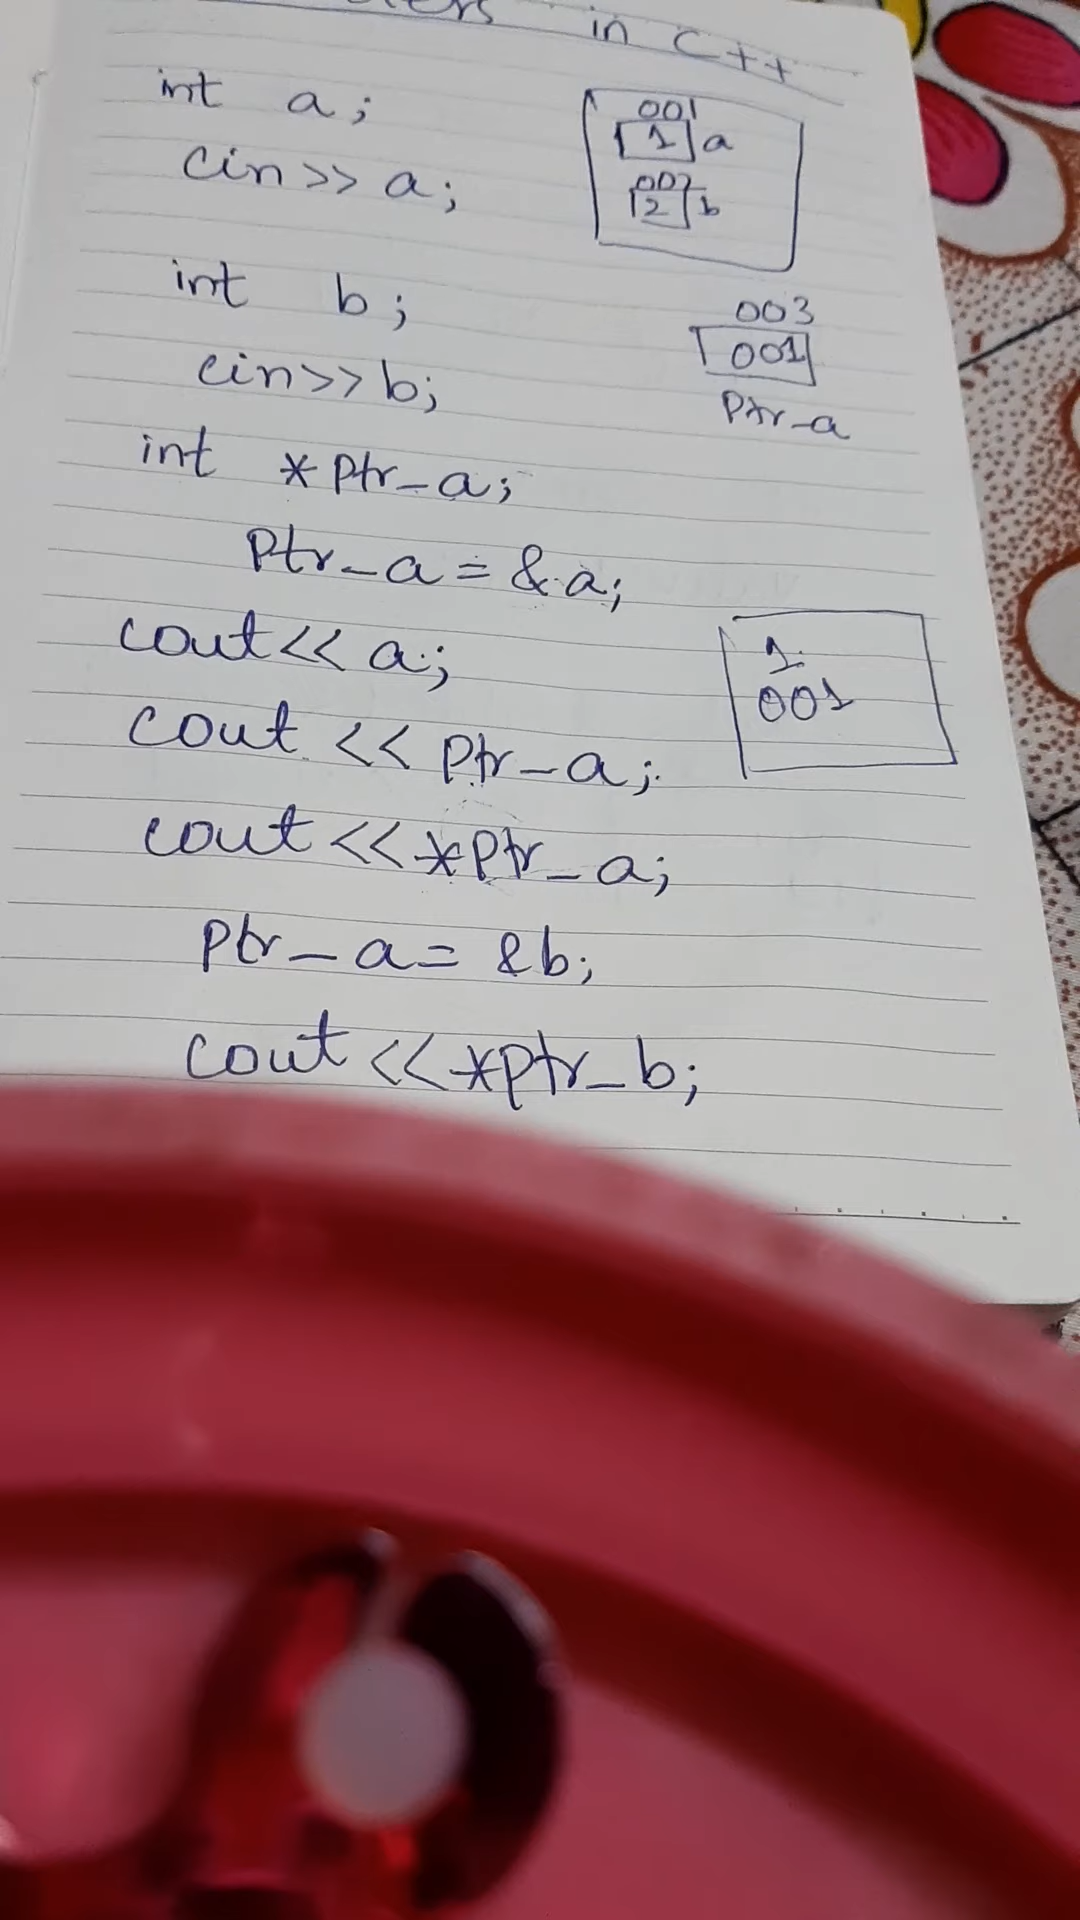 in C++
int a;
cin>> a;
int b;
cin>> b;
int *ptr_a;
ptr_a = &a;
cout<< a;
cout << ptr_a;
cout << *ptr_a;
ptr_a = &b;
cout << *ptr_b;
001
1 a
002
2 b
003
001
ptr_a
1
001